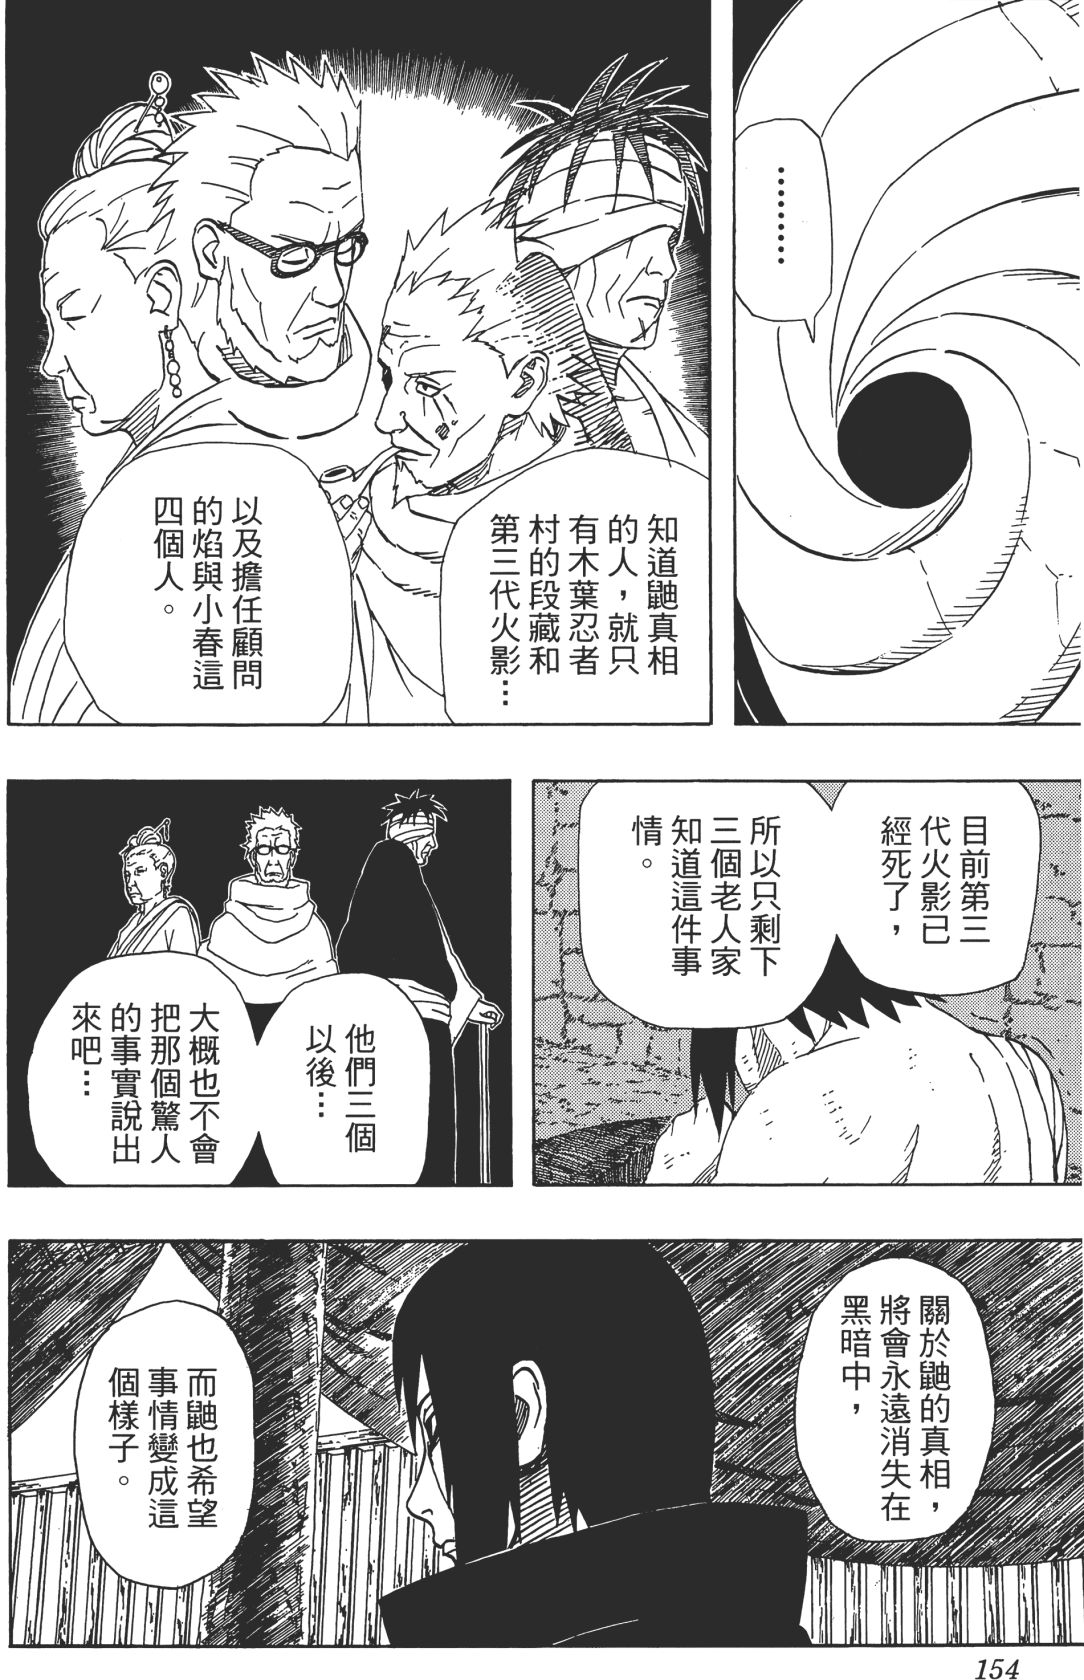 ………
知道鼬真相
的人，就只
有木葉忍者
村的段藏和
第三代火影…
以及擔任顧問
的焰與小春這
四個人。
目前第三
代火影已
經死了，
所以只剩下
三個老人家
知道這件事
情。
他們三個
以後…
大概也不會
把那個驚人
的事實說出
來吧…
關於鼬的真相，
將會永遠消失在
黑暗中，
而鼬也希望
事情變成這
個樣子。
154